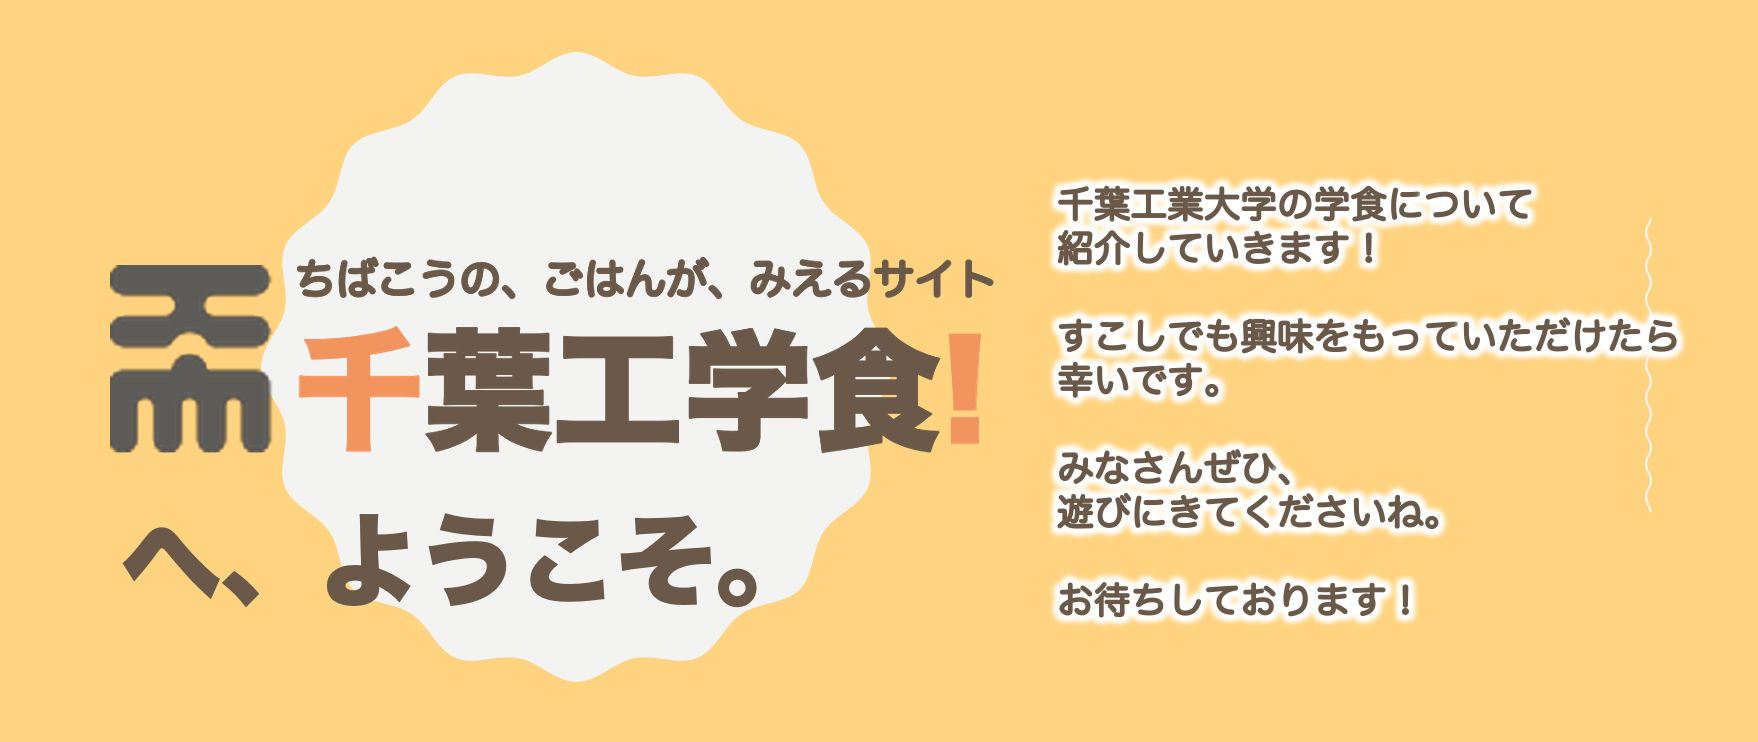 ちばこうの、ごはんが、みえるサイト
千葉工学食!
へ、ようこそ。
千葉工業大学の学食について
紹介していきます！
すこしでも興味をもっていただけたら
幸いです。
みなさんぜひ、
遊びにきてくださいね。
お待ちしております！